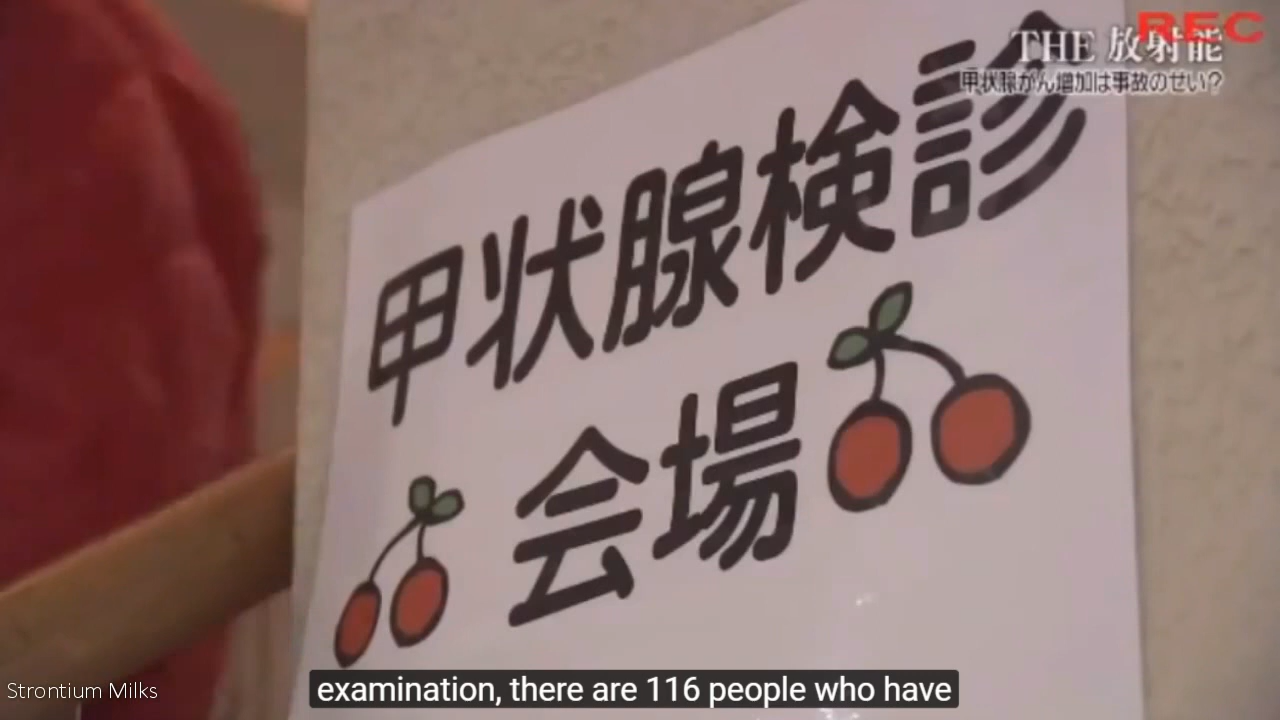 REC
THE 放射能
甲状腺がん増加は事故のせい?
甲状腺検診
会場
Strontium Milks
examination, there are 116 people who have